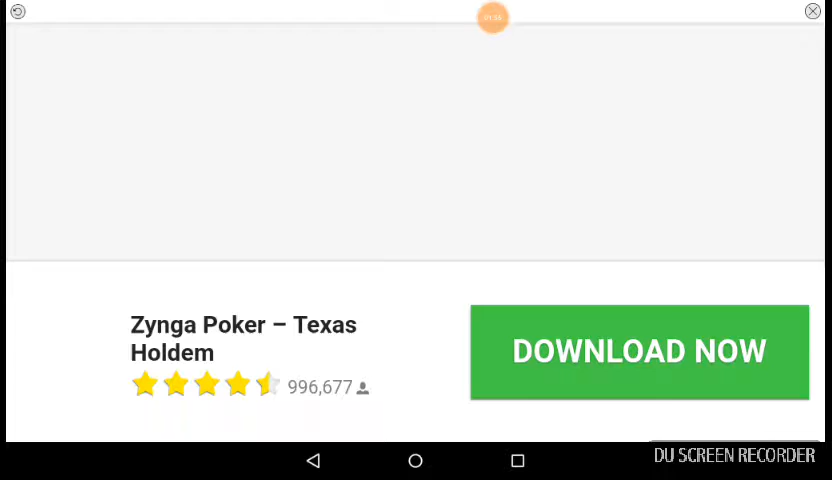 Zynga Poker – Texas
Holdem
996,677
DOWNLOAD NOW
DU SCREEN RECORDER